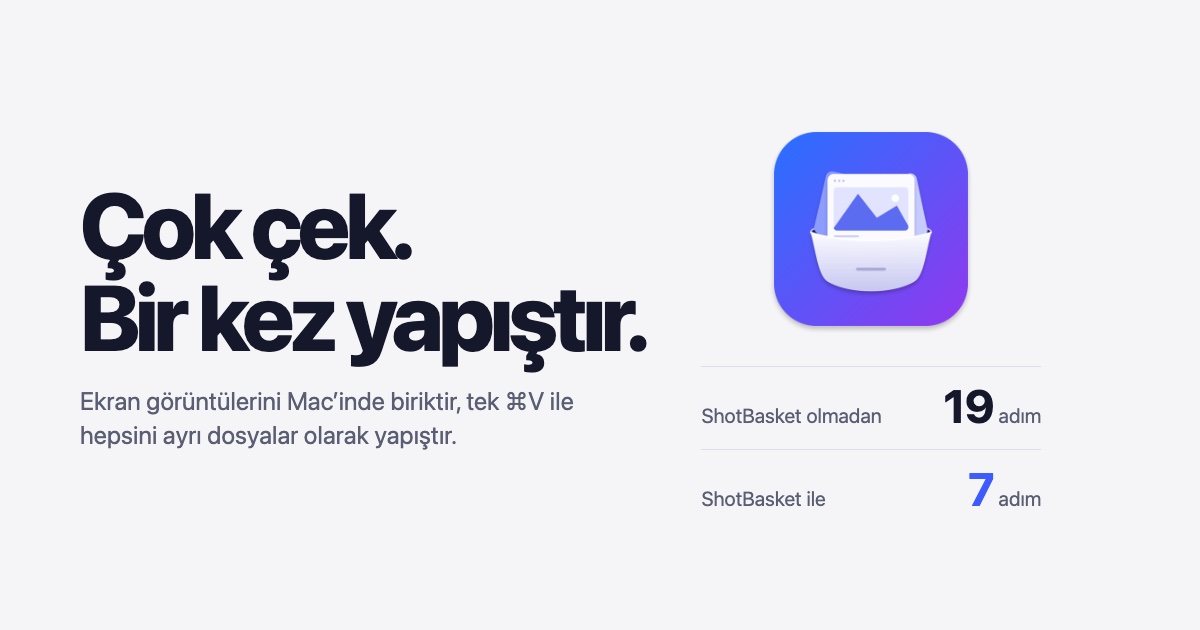 Çok çek.
Bir kez yapıştır.
Ekran görüntülerini Mac’inde biriktir, tek ⌘V ile
hepsini ayrı dosyalar olarak yapıştır.
ShotBasket olmadan 19 adım
ShotBasket ile 7 adım